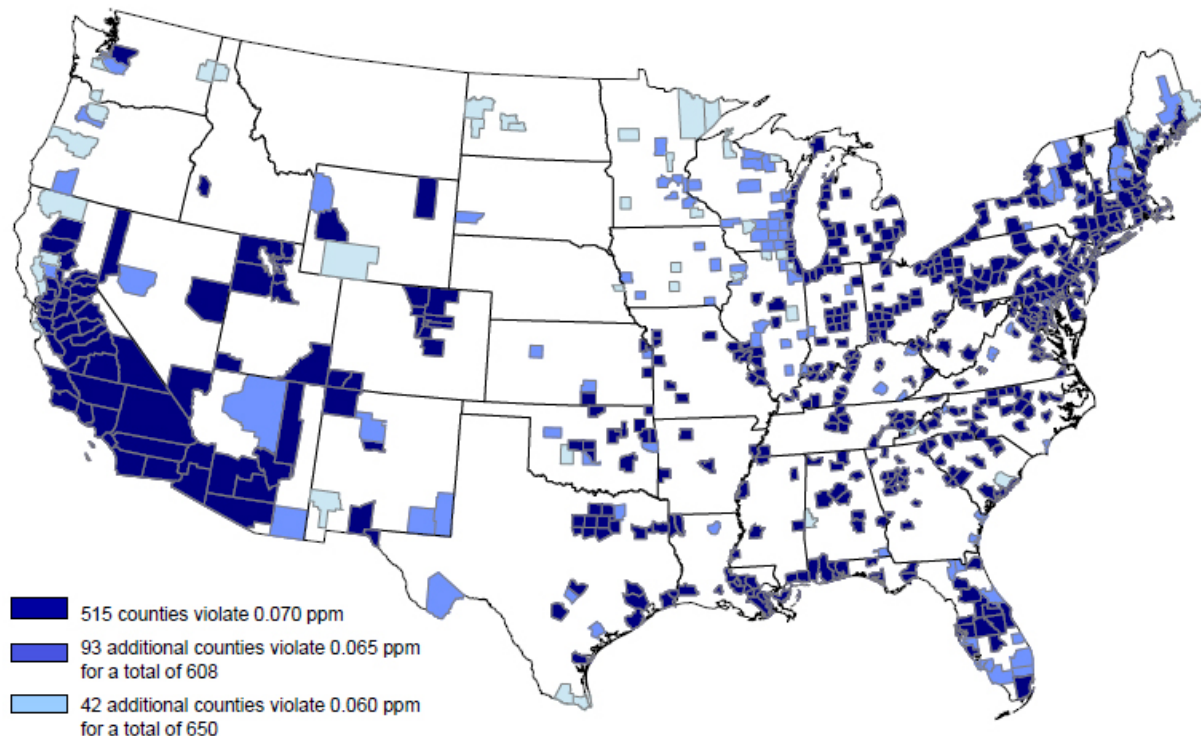 515 counties violate 0.070 ppm
93 additional counties violate 0.065 ppm
for a total of 608
42 additional counties violate 0.060 ppm
for a total of 650